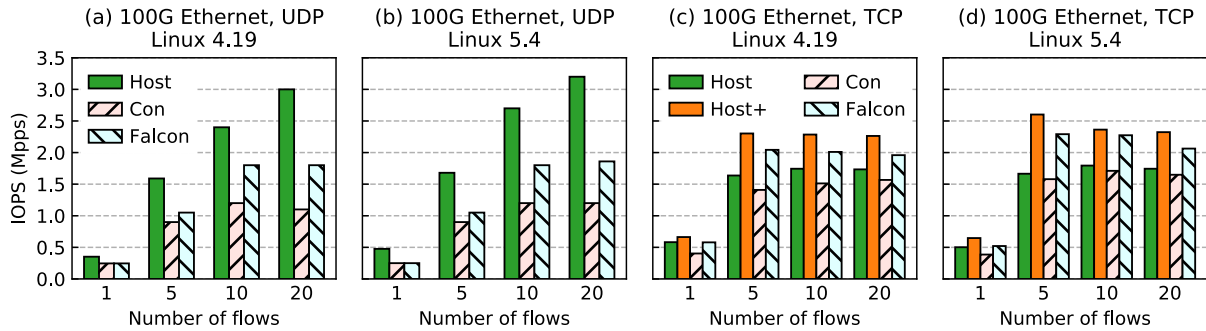 (a) 100G Ethernet, UDP
Linux 4.19
(b) 100G Ethernet, UDP
Linux 5.4
(c) 100G Ethernet, TCP
Linux 4.19
(d) 100G Ethernet, TCP
Linux 5.4
IOPS (Mpps)
3.5
3.0
2.5
2.0
1.5
1.0
0.5
0.0
Host
Con
Falcon
Host
Host+
Con
Falcon
1 5 10 20
1 5 10 20
1 5 10 20
1 5 10 20
Number of flows
Number of flows
Number of flows
Number of flows